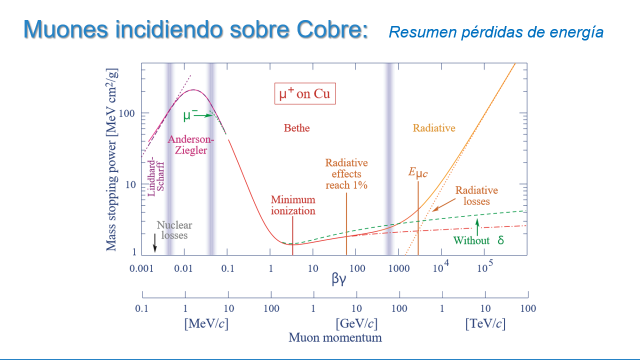 Muones incidiendo sobre Cobre: Resumen pérdidas de energía
Mass stopping power [MeV cm²/g]
100
10
1
μ⁺ on Cu
μ⁻
Anderson-
Ziegler
Lindhard-
Scharff
Bethe
Radiative
Radiative
effects
reach 1%
Eμc
Radiative
losses
Minimum
ionization
Nuclear
losses
Without δ
0.001 0.01 0.1 1 10 100 1000 10⁴ 10⁵
βγ
0.1 1 10 100 1 10 100 1 10 100
[MeV/c] [GeV/c] [TeV/c]
Muon momentum